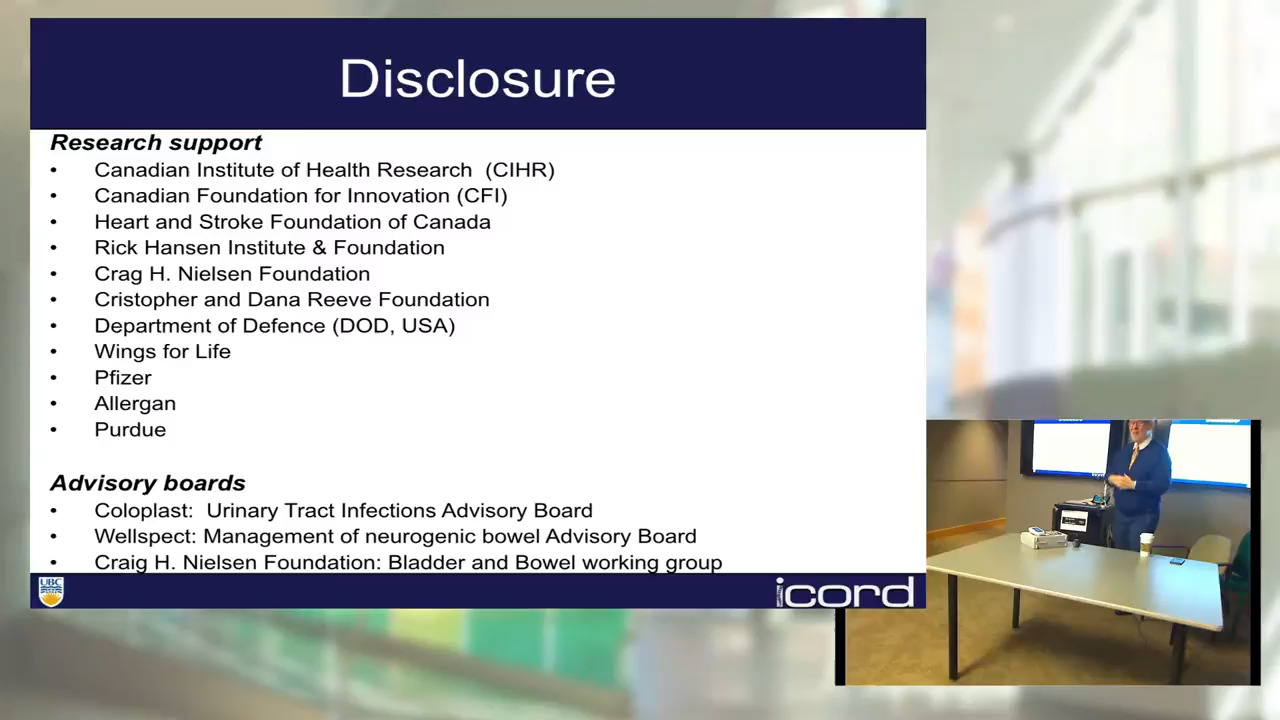 Disclosure
Research support
• Canadian Institute of Health Research (CIHR)
• Canadian Foundation for Innovation (CFI)
• Heart and Stroke Foundation of Canada
• Rick Hansen Institute & Foundation
• Crag H. Nielsen Foundation
• Cristopher and Dana Reeve Foundation
• Department of Defence (DOD, USA)
• Wings for Life
• Pfizer
• Allergan
• Purdue
Advisory boards
• Coloplast: Urinary Tract Infections Advisory Board
• Wellspect: Management of neurogenic bowel Advisory Board
• Craig H. Nielsen Foundation: Bladder and Bowel working group
UBC
icord